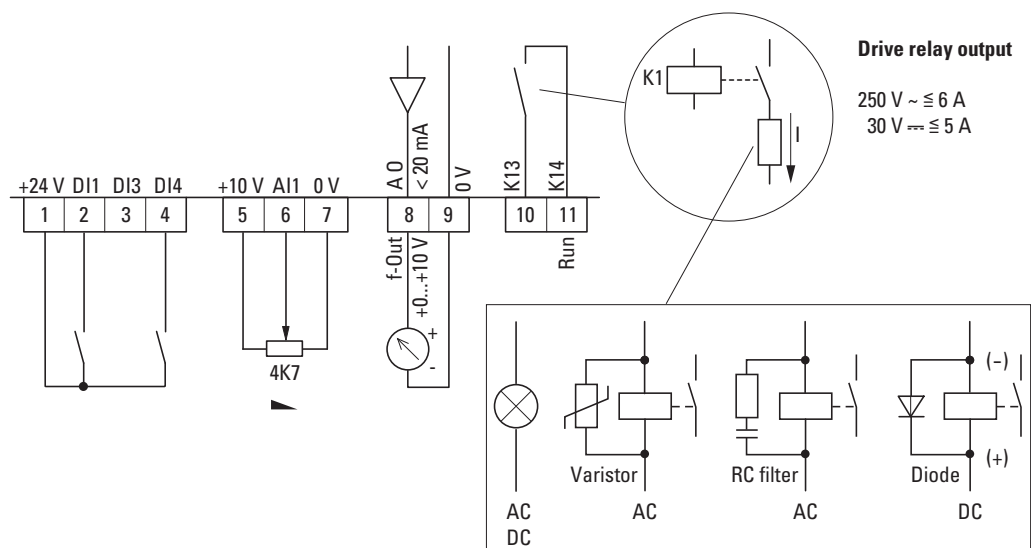 Drive relay output
250 V ~ ≦ 6 A
30 V ⎓ ≦ 5 A
K1
I
A O
< 20 mA
0 V
K13
K14
+24 V DI1 DI3 DI4
+10 V AI1 0 V
1 2 3 4
5 6 7
8 9
10 11
f-Out
+0...+10 V
Run
+
-
4K7
(–)
(+)
Varistor
RC filter
Diode
AC
DC
AC
AC
DC